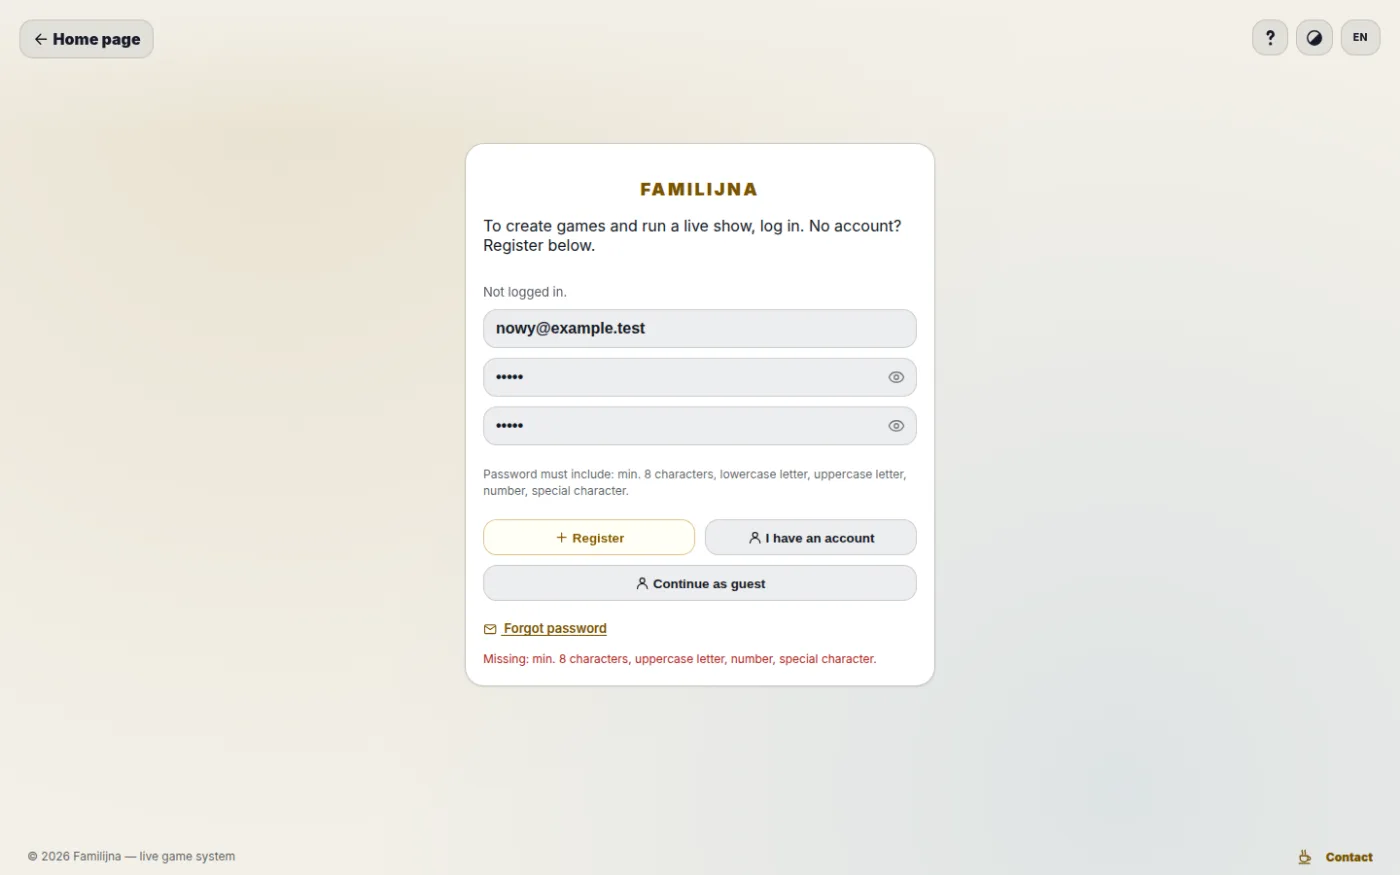 ← Home page
?
EN
FAMILIJNA
To create games and run a live show, log in. No account?
Register below.
Not logged in.
nowy@example.test
•••••
•••••
Password must include: min. 8 characters, lowercase letter, uppercase letter,
number, special character.
+ Register
I have an account
Continue as guest
Forgot password
Missing: min. 8 characters, uppercase letter, number, special character.
© 2026 Familijna — live game system
Contact